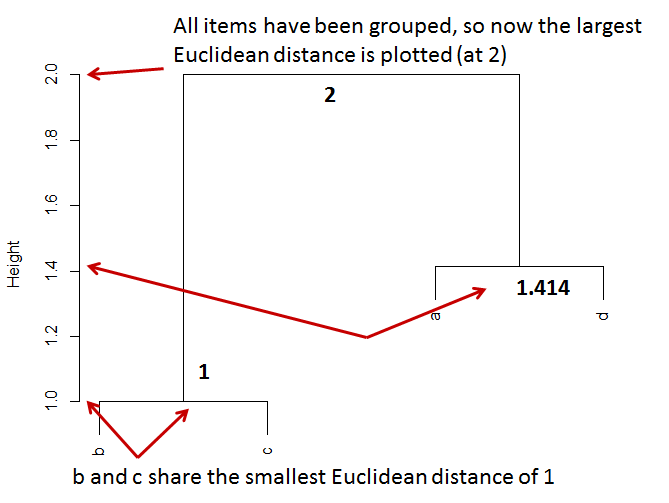 All items have been grouped, so now the largest
Euclidean distance is plotted (at 2)
2.0
2
1.8
1.6
Height
1.4
1.414
a
d
1.2
1
1.0
b
c
b and c share the smallest Euclidean distance of 1